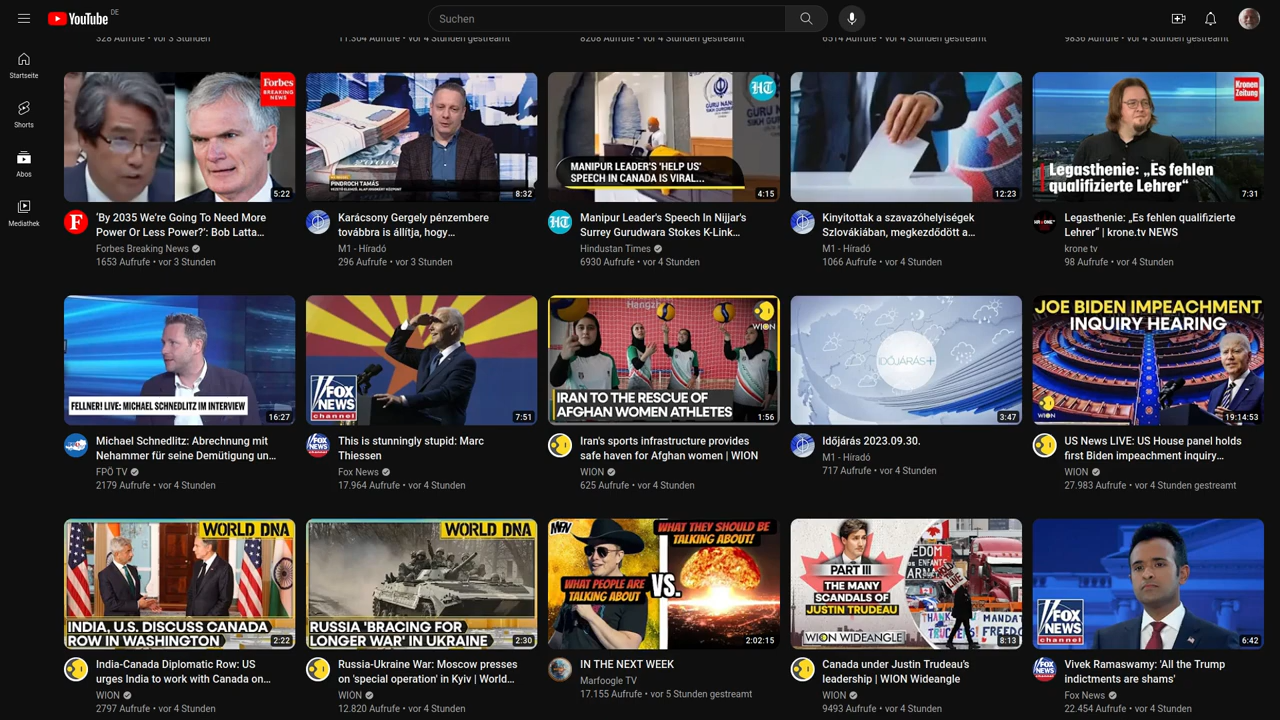 YouTube DE
Suchen
Startseite
Shorts
Abos
Mediathek
328 Aufrufe • vor 3 Stunden
11.304 Aufrufe • vor 4 Stunden gestreamt
8208 Aufrufe • vor 4 Stunden
6514 Aufrufe • vor 4 Stunden gestreamt
9836 Aufrufe • vor 4 Stunden gestreamt
Forbes
BREAKING
NEWS
5:22
PINDROCH TAMÁS
8:32
MANIPUR LEADER'S 'HELP US'
SPEECH IN CANADA IS VIRAL...
GURU NANAK
SIKH GURDWARA
HT
4:15
12:23
Kronen
Zeitung
Legasthenie: „Es fehlen
qualifizierte Lehrer“
7:31
'By 2035 We're Going To Need More
Power Or Less Power?': Bob Latta...
Forbes Breaking News
1653 Aufrufe • vor 3 Stunden
Karácsony Gergely pénzembere
továbbra is állítja, hogy...
M1 - Híradó
296 Aufrufe • vor 3 Stunden
Manipur Leader's Speech In Nijjar's
Surrey Gurudwara Stokes K-Link...
Hindustan Times
6930 Aufrufe • vor 4 Stunden
Kinyitottak a szavazóhelyiségek
Szlovákiában, megkezdődött a...
M1 - Híradó
1066 Aufrufe • vor 4 Stunden
Legasthenie: „Es fehlen qualifizierte
Lehrer“ | krone.tv NEWS
krone.tv
98 Aufrufe • vor 4 Stunden
FELLNER! LIVE: MICHAEL SCHNEDLITZ IM INTERVIEW
16:27
FOX
NEWS
channel
7:51
Hangzh
WION
IRAN TO THE RESCUE OF
AFGHAN WOMEN ATHLETES
1:56
IDŐJÁRÁS+
3:47
JOE BIDEN IMPEACHMENT
INQUIRY HEARING
WION
19:14:53
Michael Schnedlitz: Abrechnung mit
Nehammer für seine Demütigung un...
FPÖ TV
2179 Aufrufe • vor 4 Stunden
This is stunningly stupid: Marc
Thiessen
Fox News
17.964 Aufrufe • vor 4 Stunden
Iran's sports infrastructure provides
safe haven for Afghan women | WION
WION
625 Aufrufe • vor 4 Stunden
Időjárás 2023.09.30.
M1 - Híradó
717 Aufrufe • vor 4 Stunden
US News LIVE: US House panel holds
first Biden impeachment inquiry...
WION
27.983 Aufrufe • vor 4 Stunden gestreamt
WORLD DNA
INDIA, U.S. DISCUSS CANADA
ROW IN WASHINGTON
2:22
WORLD DNA
RUSSIA 'BRACING FOR
LONGER WAR' IN UKRAINE
2:30
MFN
WHAT THEY SHOULD BE
TALKING ABOUT!
WHAT PEOPLE ARE
TALKING ABOUT
VS.
2:02:15
PART III
THE MANY
SCANDALS OF
JUSTIN TRUDEAU
WION WIDEANGLE
8:13
FOX
NEWS
channel
6:42
India-Canada Diplomatic Row: US
urges India to work with Canada on...
WION
2797 Aufrufe • vor 4 Stunden
Russia-Ukraine War: Moscow presses
on 'special operation' in Kyiv | World...
WION
12.820 Aufrufe • vor 4 Stunden
IN THE NEXT WEEK
Marfoogle TV
17.155 Aufrufe • vor 5 Stunden gestreamt
Canada under Justin Trudeau's
leadership | WION Wideangle
WION
9493 Aufrufe • vor 4 Stunden
Vivek Ramaswamy: 'All the Trump
indictments are shams'
Fox News
22.454 Aufrufe • vor 4 Stunden